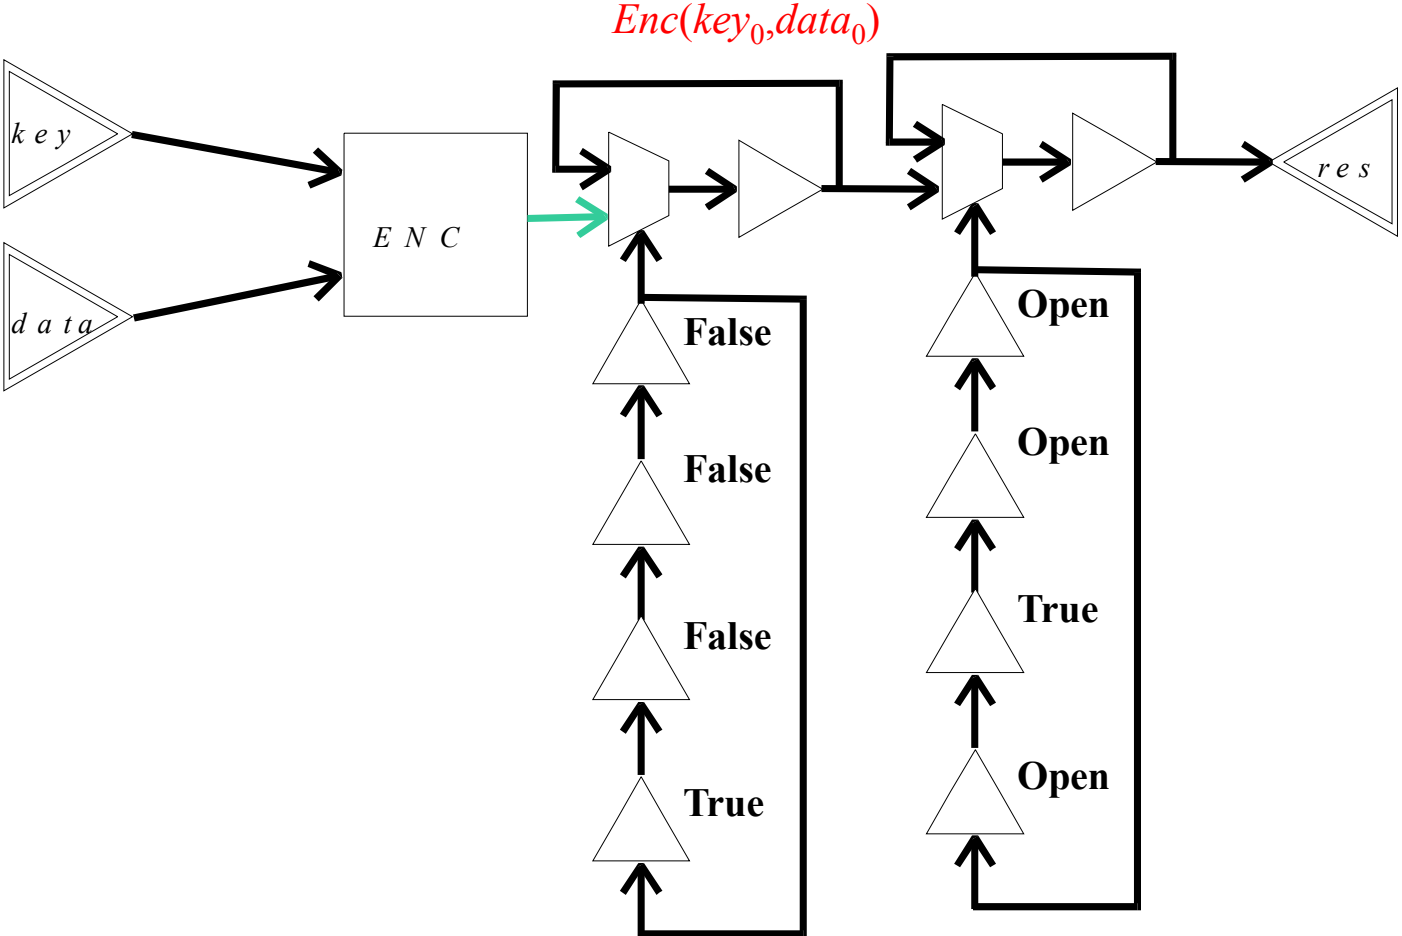 Enc(key₀,data₀)
key
res
ENC
data
Open
False
Open
False
True
False
Open
True